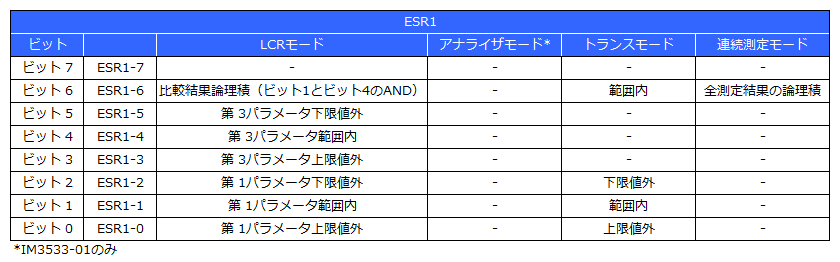 ESR1
ビット LCRモード アナライザモード* トランスモード 連続測定モード
ビット 7 ESR1-7 - - - -
ビット 6 ESR1-6 比較結果論理積（ビット1とビット4のAND） - 範囲内 全測定結果の論理積
ビット 5 ESR1-5 第 3パラメータ下限値外 - - -
ビット 4 ESR1-4 第 3パラメータ範囲内 - - -
ビット 3 ESR1-3 第 3パラメータ上限値外 - - -
ビット 2 ESR1-2 第 1パラメータ下限値外 - 下限値外 -
ビット 1 ESR1-1 第 1パラメータ範囲内 - 範囲内 -
ビット 0 ESR1-0 第 1パラメータ上限値外 - 上限値外 -
*IM3533-01のみ